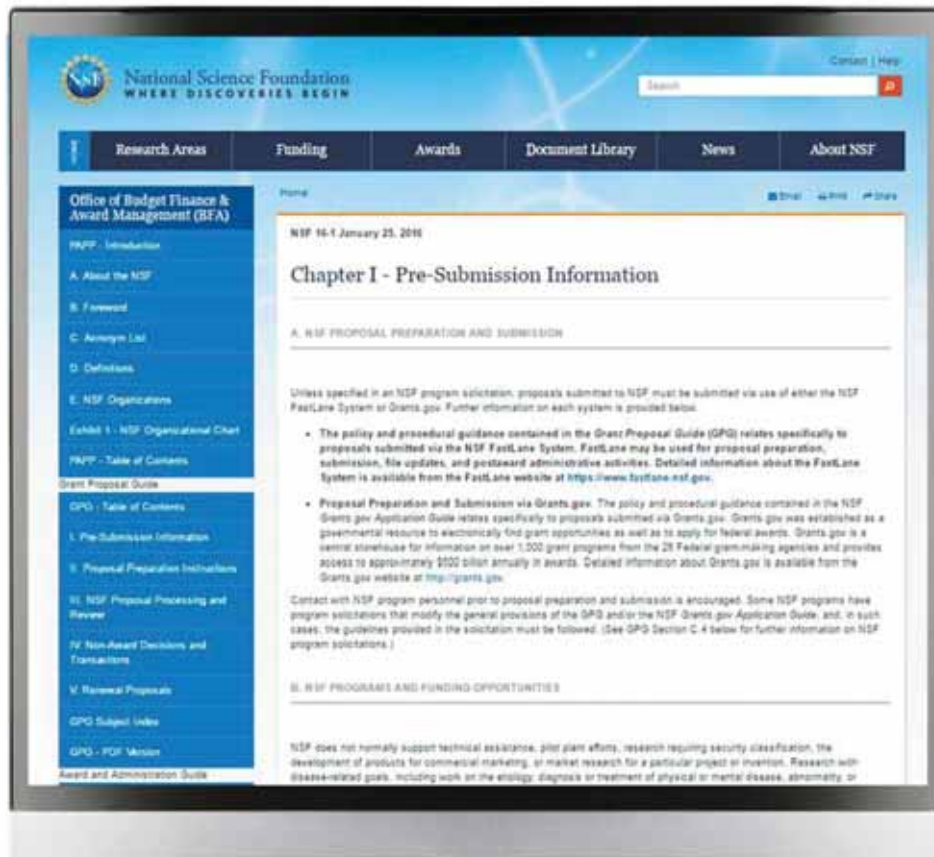 NSF
National Science Foundation
WHERE DISCOVERIES BEGIN
Contact | Help
Search
HOME
Research Areas
Funding
Awards
Document Library
News
About NSF
Office of Budget Finance &
Award Management (BFA)
PAPP - Introduction
A. About the NSF
B. Foreword
C. Acronym List
D. Definitions
E. NSF Organizations
Exhibit 1 - NSF Organizational Chart
PAPP - Table of Contents
Grant Proposal Guide
GPG - Table of Contents
I. Pre-Submission Information
II. Proposal Preparation Instructions
III. NSF Proposal Processing and
Review
IV. Non-Award Decisions and
Transactions
V. Renewal Proposals
GPG Subject Index
GPG - PDF Version
Award and Administration Guide
Home
Email
Print
Share
NSF 16-1 January 25, 2016
Chapter I - Pre-Submission Information
A. NSF PROPOSAL PREPARATION AND SUBMISSION
Unless specified in an NSF program solicitation, proposals submitted to NSF must be submitted via use of either the NSF
FastLane System or Grants.gov. Further information on each system is provided below.
• The policy and procedural guidance contained in the Grant Proposal Guide (GPG) relates specifically to
proposals submitted via the NSF FastLane System. FastLane may be used for proposal preparation,
submission, file updates, and postaward administrative activities. Detailed information about the FastLane
System is available from the FastLane website at https://www.fastlane.nsf.gov.
• Proposal Preparation and Submission via Grants.gov. The policy and procedural guidance contained in the NSF
Grants.gov Application Guide relates specifically to proposals submitted via Grants.gov. Grants.gov was established as a
governmental resource to electronically find grant opportunities as well as to apply for federal awards. Grants.gov is a
central storehouse for information on over 1,000 grant programs from the 26 Federal grant-making agencies and provides
access to approximately $500 billion annually in awards. Detailed information about Grants.gov is available from the
Grants.gov website at http://grants.gov.
Contact with NSF program personnel prior to proposal preparation and submission is encouraged. Some NSF programs have
program solicitations that modify the general provisions of the GPG and/or the NSF Grants.gov Application Guide, and, in such
cases, the guidelines provided in the solicitation must be followed. (See GPG Section C.4 below for further information on NSF
program solicitations.)
B. NSF PROGRAMS AND FUNDING OPPORTUNITIES
NSF does not normally support technical assistance, pilot plant efforts, research requiring security classification, the
development of products for commercial marketing, or market research for a particular project or invention. Research with
disease-related goals, including work on the etiology, diagnosis or treatment of physical or mental disease, abnormality, or